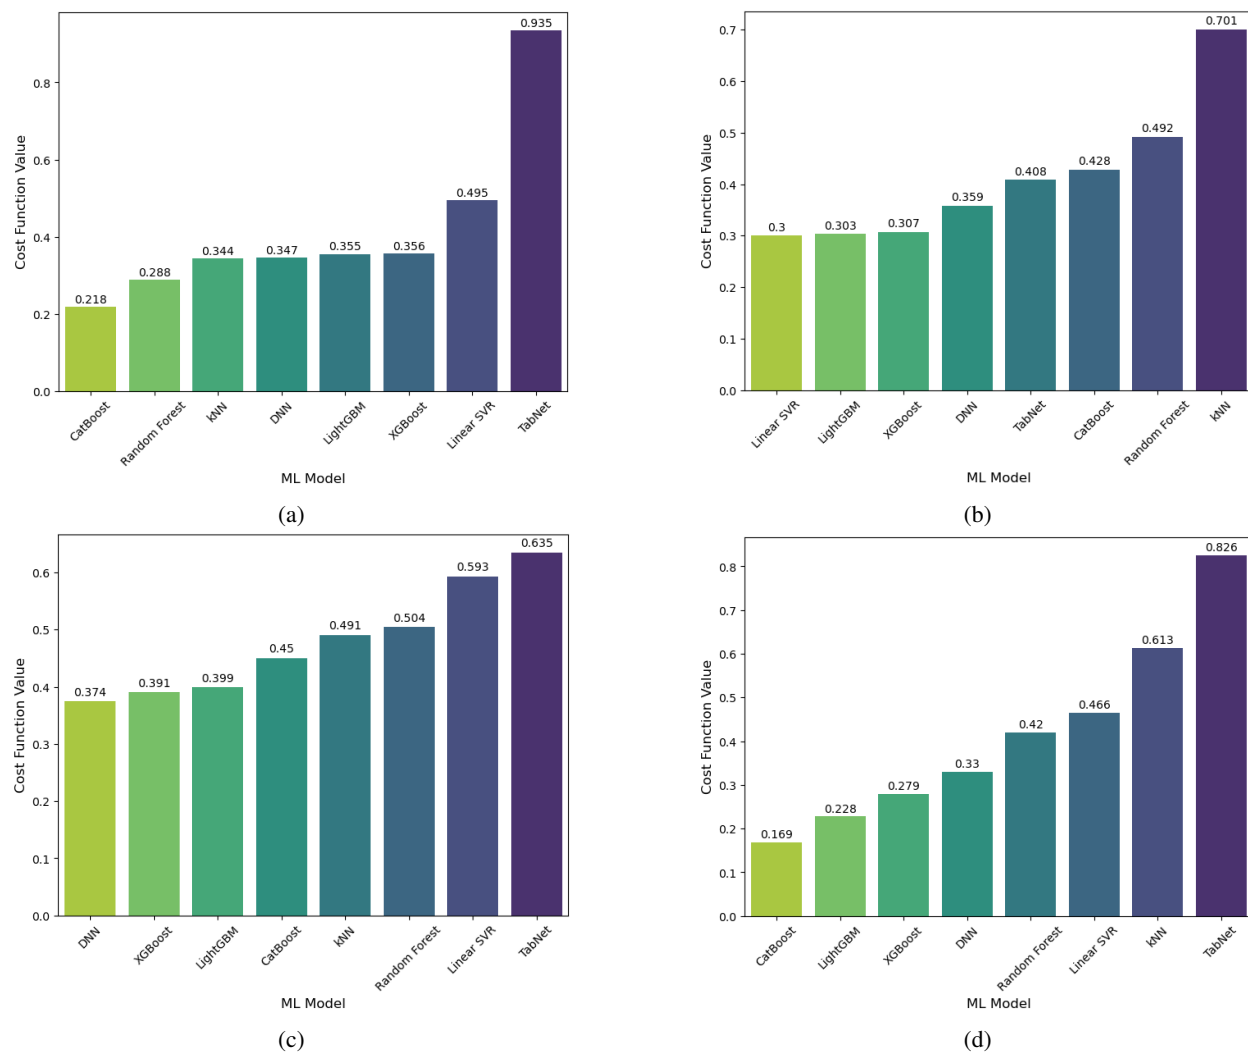 0.935
0.8
0.6
0.495
0.4
0.344
0.347
0.355
0.356
0.288
0.218
0.2
0.0
Cost Function Value
CatBoost
Random Forest
kNN
DNN
LightGBM
XGBoost
Linear SVR
TabNet
ML Model
(a)
0.701
0.7
0.6
0.5
0.492
0.428
0.408
0.4
0.359
0.3
0.303
0.307
0.3
0.2
0.1
0.0
Cost Function Value
Linear SVR
LightGBM
XGBoost
DNN
TabNet
CatBoost
Random Forest
kNN
ML Model
(b)
0.635
0.6
0.593
0.5
0.504
0.491
0.45
0.4
0.374
0.391
0.399
0.3
0.2
0.1
0.0
Cost Function Value
DNN
XGBoost
LightGBM
CatBoost
kNN
Random Forest
Linear SVR
TabNet
ML Model
(c)
0.826
0.8
0.7
0.6
0.613
0.5
0.466
0.42
0.4
0.33
0.3
0.279
0.228
0.2
0.169
0.1
0.0
Cost Function Value
CatBoost
LightGBM
XGBoost
DNN
Random Forest
Linear SVR
kNN
TabNet
ML Model
(d)